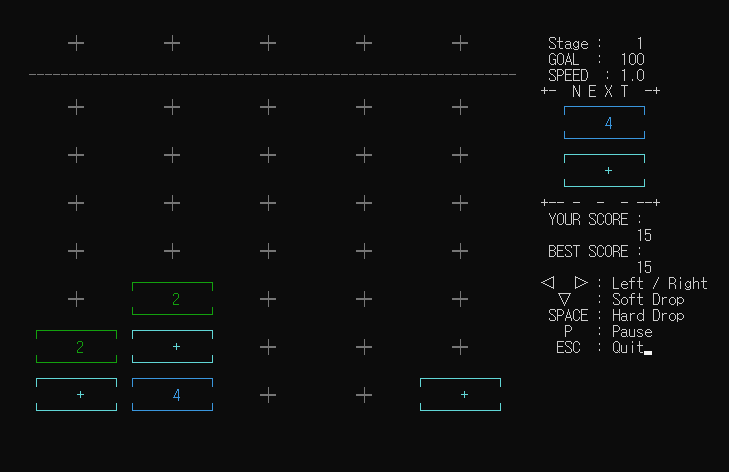 Stage : 1
GOAL : 100
SPEED : 1.0
+- N E X T -+
4
+
+-- - - - --+
YOUR SCORE :
15
BEST SCORE :
15
◁ ▷ : Left / Right
▽ : Soft Drop
SPACE : Hard Drop
P : Pause
ESC : Quit
2
2 +
+ 4 +